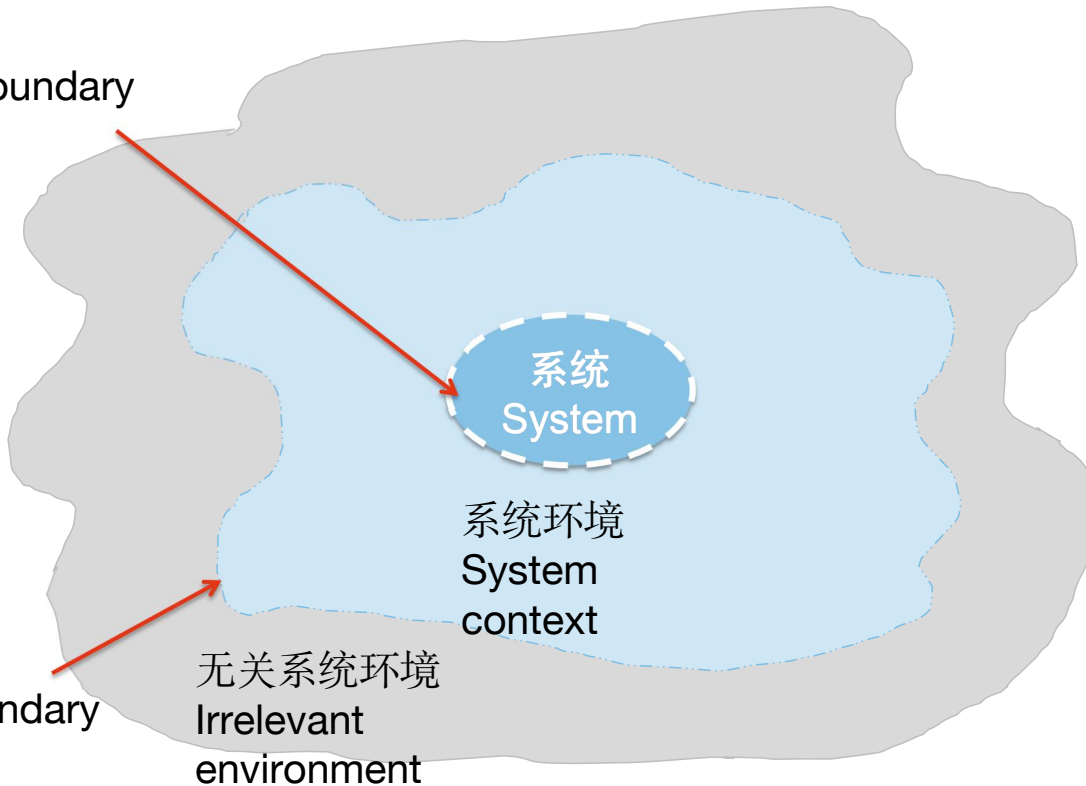 oundary
系统
System
系统环境
System
context
无关系统环境
Irrelevant
environment
ndary